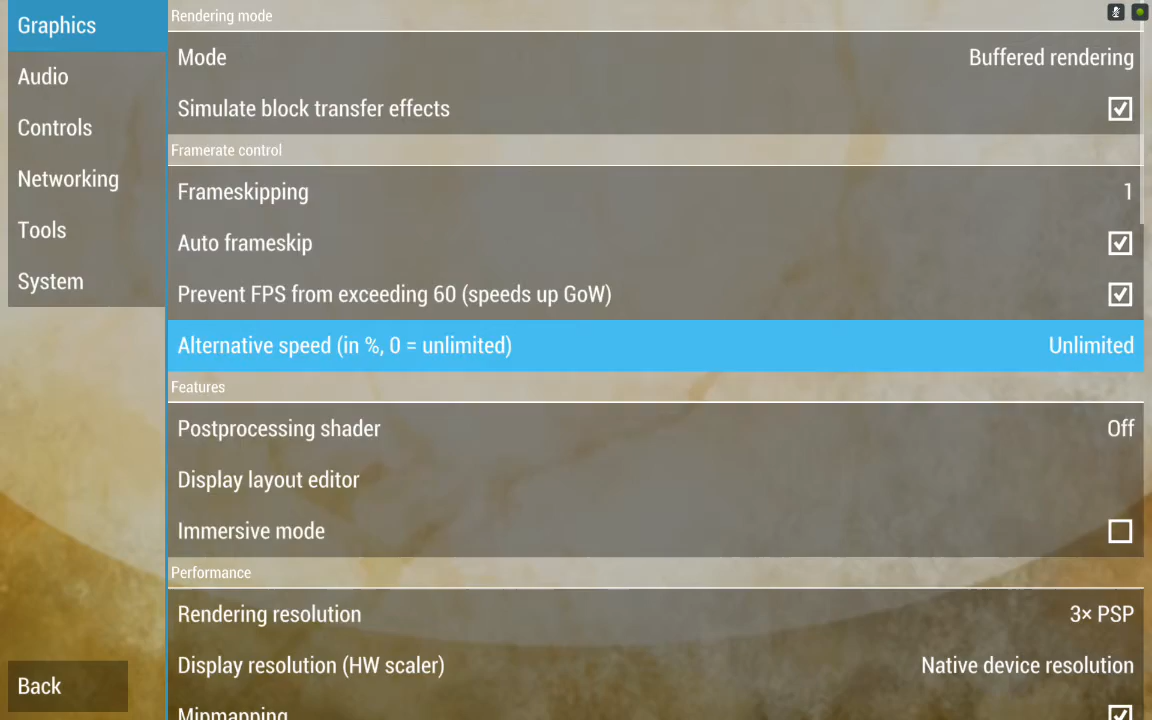 Graphics
Audio
Controls
Networking
Tools
System
Back
Rendering mode
Mode Buffered rendering
Simulate block transfer effects
Framerate control
Frameskipping 1
Auto frameskip
Prevent FPS from exceeding 60 (speeds up GoW)
Alternative speed (in %, 0 = unlimited) Unlimited
Features
Postprocessing shader Off
Display layout editor
Immersive mode
Performance
Rendering resolution 3× PSP
Display resolution (HW scaler) Native device resolution
Mipmapping